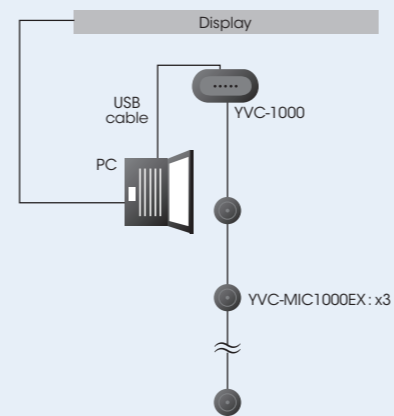 Display
USB
cable
YVC-1000
PC
YVC-MIC1000EX: x3